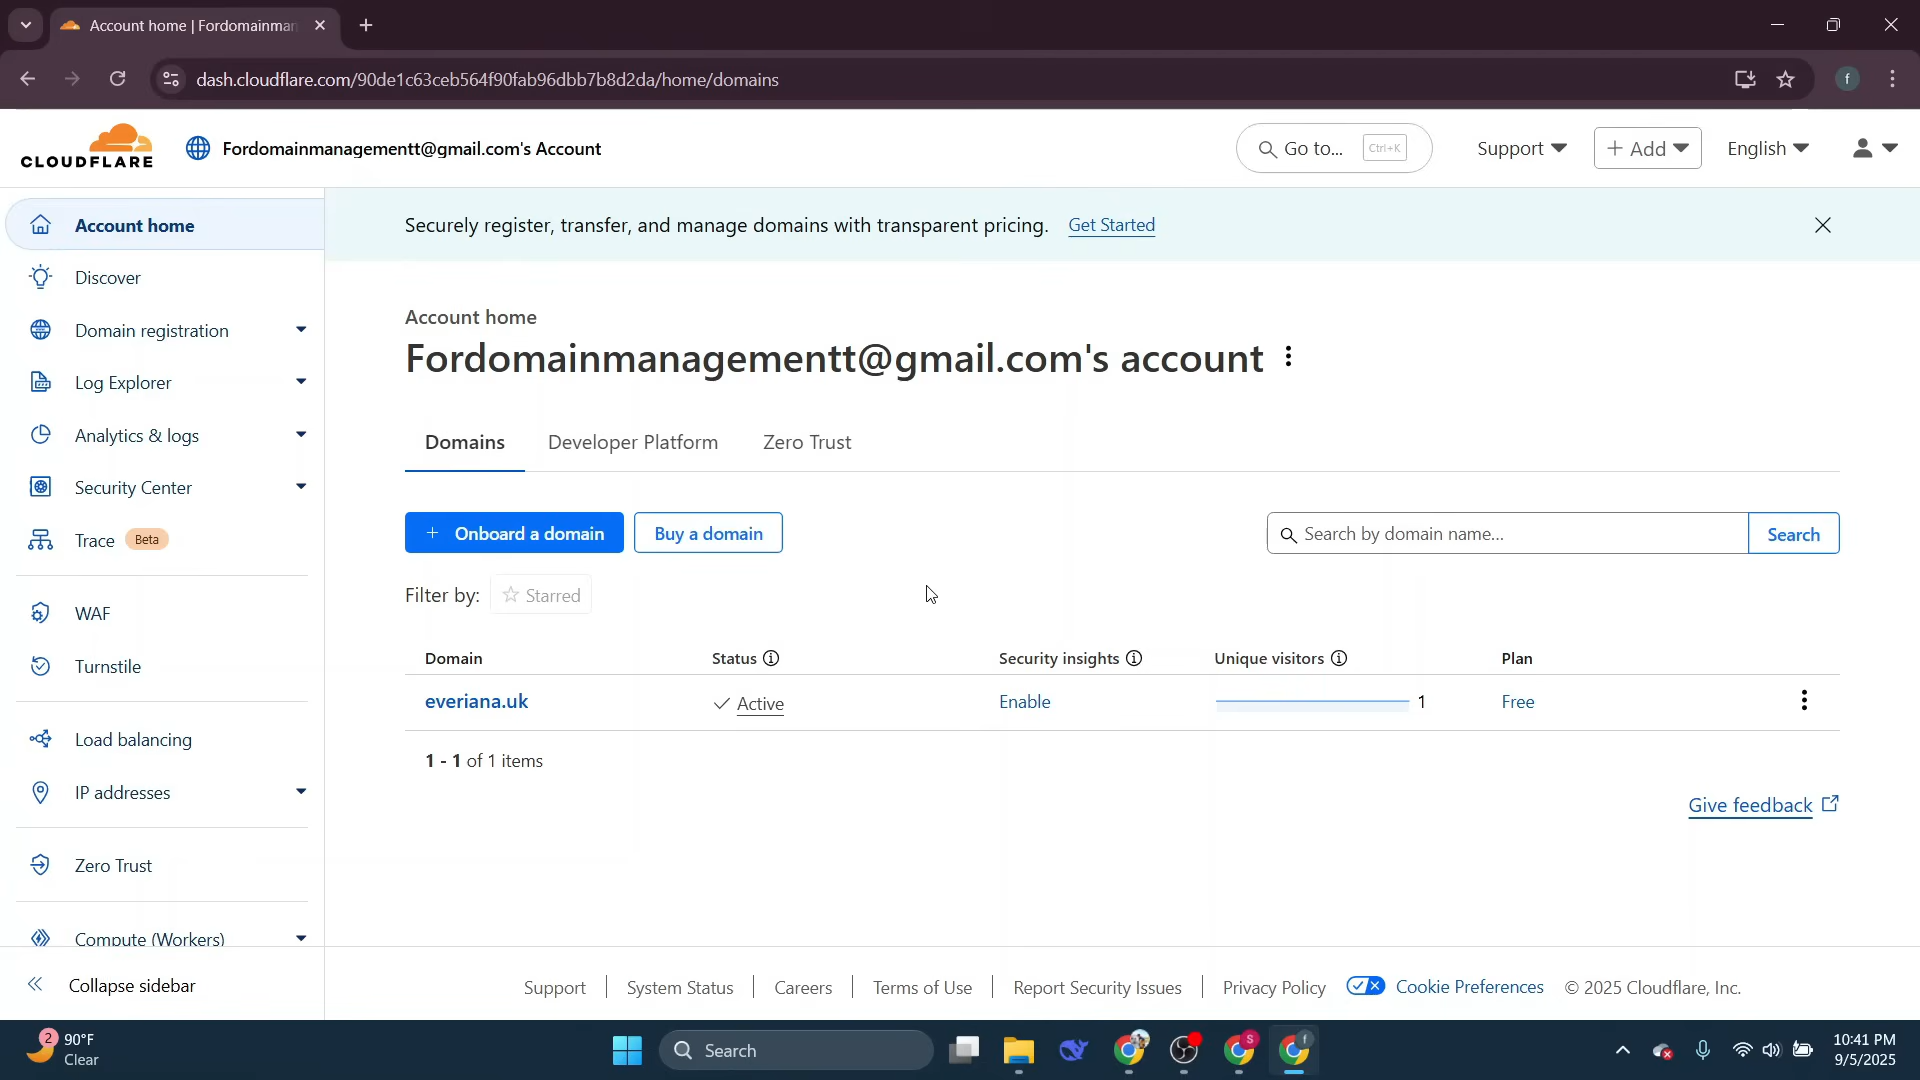 Account home | Fordomainman
dash.cloudflare.com/90de1c63ceb564f90fab96dbb7b8d2da/home/domains
f
CLOUDFLARE
Fordomainmanagementt@gmail.com's Account
Go to...
Ctrl+K
Support
+ Add
English
Account home
Discover
Domain registration
Log Explorer
Analytics & logs
Security Center
Trace Beta
WAF
Turnstile
Load balancing
IP addresses
Zero Trust
Compute (Workers)
Collapse sidebar
Securely register, transfer, and manage domains with transparent pricing. Get Started
Account home
Fordomainmanagementt@gmail.com's account
Domains Developer Platform Zero Trust
+ Onboard a domain
Buy a domain
Search by domain name...
Search
Filter by: Starred
Domain Status Security insights Unique visitors Plan
everiana.uk Active Enable 1 Free
1 - 1 of 1 items
Give feedback
Support System Status Careers Terms of Use Report Security Issues Privacy Policy Cookie Preferences © 2025 Cloudflare, Inc.
2
90°F
Clear
Search
S
f
10:41 PM
9/5/2025